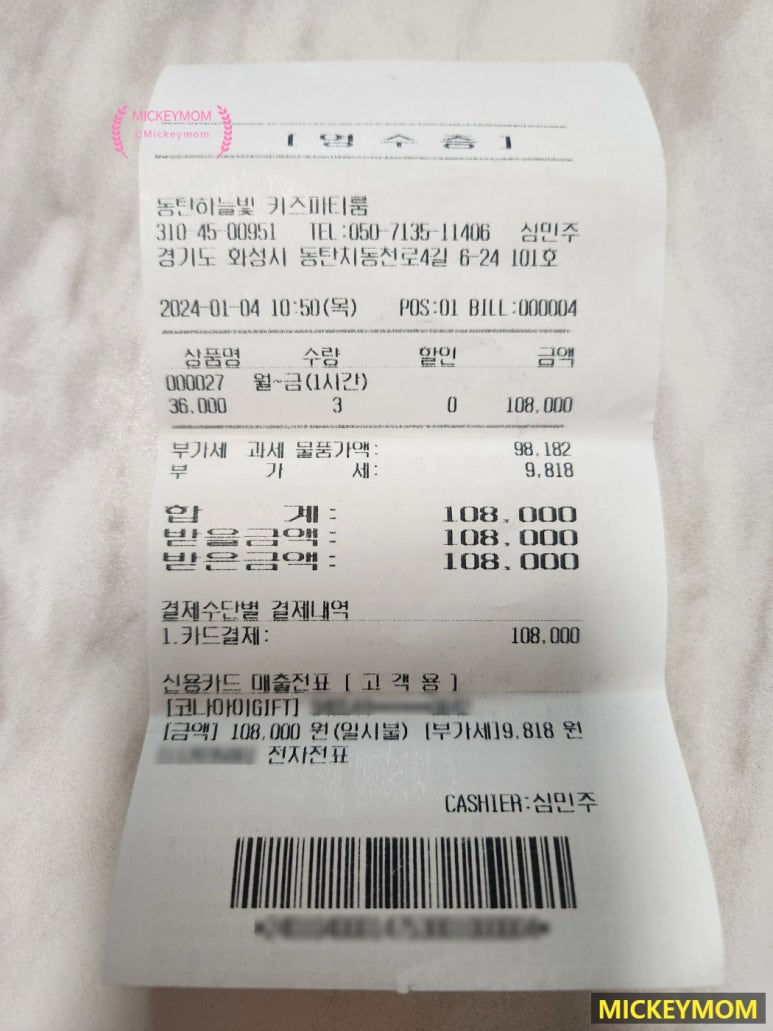 MICKEYMOM
©Mickeymom
[ 영 수 증 ]
동탄하늘빛 키즈파티룸
310-45-00951 TEL:050-7135-11406 심민주
경기도 화성시 동탄치동천로4길 6-24 101호
2024-01-04 10:50(목) POS:01 BILL:000004
상품명 수량 할인 금액
000027 월~금(1시간)
36,000 3 0 108,000
부가세 과세 물품가액: 98,182
부 가 세: 9,818
합 계: 108,000
받을금액: 108,000
받은금액: 108,000
결제수단별 결제내역
1.카드결제: 108,000
신용카드 매출전표 [ 고 객 용 ]
[코나아이GIFT]
[금액] 108,000 원(일시불) [부가세]9,818 원
전자전표
CASHIER:심민주
MICKEYMOM